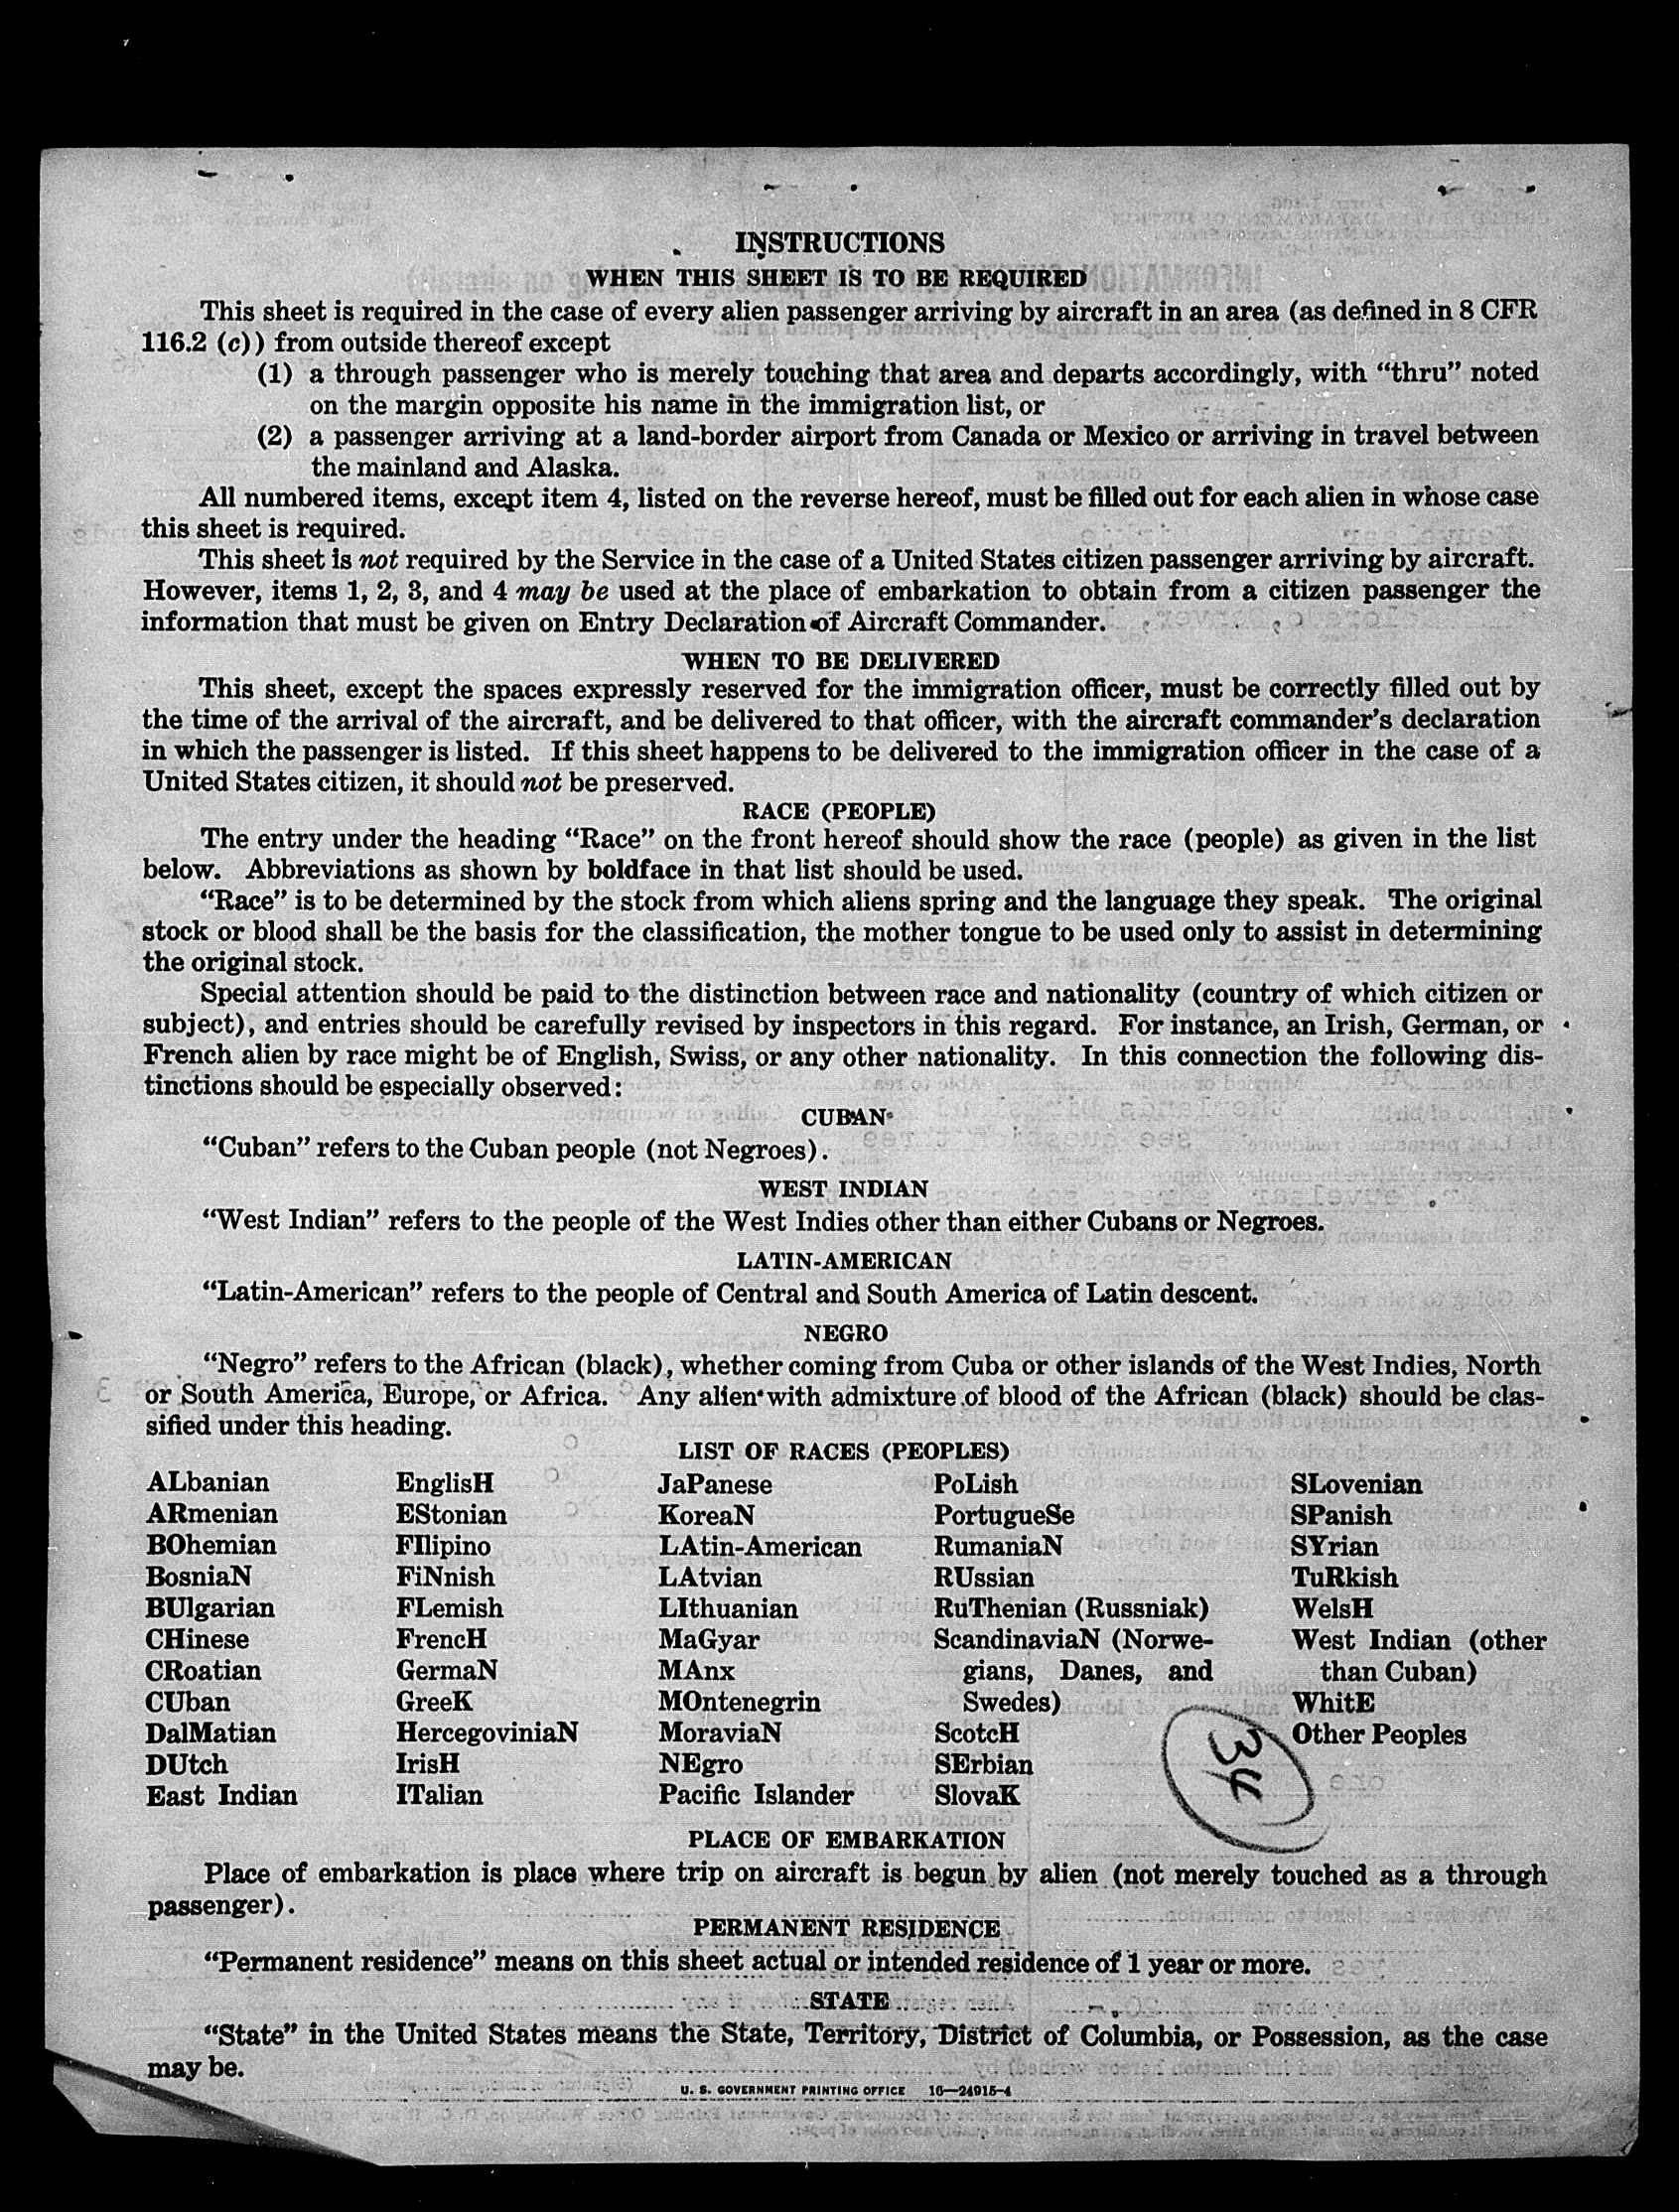 INSTRUCTIONS
WHEN THIS SHEET IS TO BE REQUIRED
This sheet is required in the case of every alien passenger arriving by aircraft in an area (as defined in 8 CFR
116.2 (c)) from outside thereof except
(1) a through passenger who is merely touching that area and departs accordingly, with “thru” noted
on the margin opposite his name in the immigration list, or
(2) a passenger arriving at a land-border airport from Canada or Mexico or arriving in travel between
the mainland and Alaska.
All numbered items, except item 4, listed on the reverse hereof, must be filled out for each alien in whose case
this sheet is required.
This sheet is not required by the Service in the case of a United States citizen passenger arriving by aircraft.
However, items 1, 2, 3, and 4 may be used at the place of embarkation to obtain from a citizen passenger the
information that must be given on Entry Declaration of Aircraft Commander.
WHEN TO BE DELIVERED
This sheet, except the spaces expressly reserved for the immigration officer, must be correctly filled out by
the time of the arrival of the aircraft, and be delivered to that officer, with the aircraft commander’s declaration
in which the passenger is listed. If this sheet happens to be delivered to the immigration officer in the case of a
United States citizen, it should not be preserved.
RACE (PEOPLE)
The entry under the heading “Race” on the front hereof should show the race (people) as given in the list
below. Abbreviations as shown by boldface in that list should be used.
“Race” is to be determined by the stock from which aliens spring and the language they speak. The original
stock or blood shall be the basis for the classification, the mother tongue to be used only to assist in determining
the original stock.
Special attention should be paid to the distinction between race and nationality (country of which citizen or
subject), and entries should be carefully revised by inspectors in this regard. For instance, an Irish, German, or
French alien by race might be of English, Swiss, or any other nationality. In this connection the following dis-
tinctions should be especially observed:
CUBAN
“Cuban” refers to the Cuban people (not Negroes).
WEST INDIAN
“West Indian” refers to the people of the West Indies other than either Cubans or Negroes.
LATIN-AMERICAN
“Latin-American” refers to the people of Central and South America of Latin descent.
NEGRO
“Negro” refers to the African (black), whether coming from Cuba or other islands of the West Indies, North
or South America, Europe, or Africa. Any alien with admixture of blood of the African (black) should be clas-
sified under this heading.
LIST OF RACES (PEOPLES)
ALbanian EnglisH JaPanese PoLish SLovenian
ARmenian EStonian KoreaN PortugueSe SPanish
BOhemian FIlipino LAtin-American RumaniaN SYrian
BosniaN FiNnish LAtvian RUssian TuRkish
BUlgarian FLemish LIthuanian RuThenian (Russniak) WelsH
CHinese FrencH MaGyar ScandinaviaN (Norwe- West Indian (other
CRoatian GermaN MAnx gians, Danes, and than Cuban)
CUban GreeK MOntenegrin Swedes) WhitE
DalMatian HercegoviniaN MoraviaN ScotcH Other Peoples
DUtch IrisH NEgro SErbian
East Indian ITalian Pacific Islander SlovaK
34
PLACE OF EMBARKATION
Place of embarkation is place where trip on aircraft is begun by alien (not merely touched as a through
passenger).
PERMANENT RESIDENCE
“Permanent residence” means on this sheet actual or intended residence of 1 year or more.
STATE
“State” in the United States means the State, Territory, District of Columbia, or Possession, as the case
may be.
U. S. GOVERNMENT PRINTING OFFICE 16—24915-4